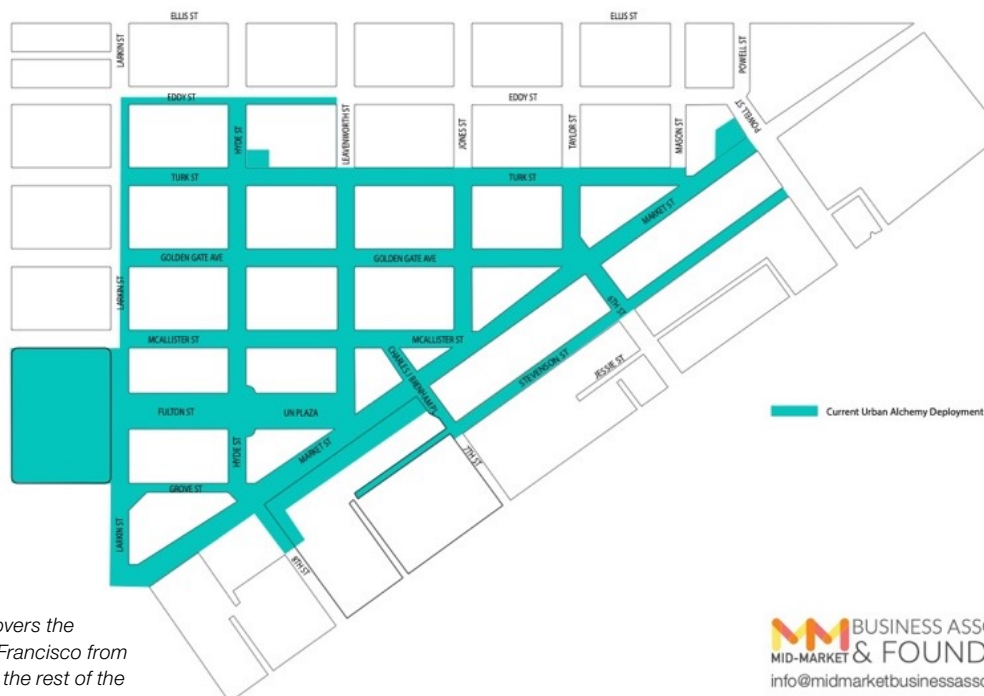 ELLIS ST
ELLIS ST
LARKIN ST
POWELL ST
EDDY ST
EDDY ST
POWELL ST
HYDE ST
LEAVENWORTH ST
JONES ST
TAYLOR ST
MASON ST
TURK ST
TURK ST
MARKET ST
GOLDEN GATE AVE
GOLDEN GATE AVE
LARKIN ST
6TH ST
MCALLISTER ST
MCALLISTER ST
CHARLES J BRENHAM PL
STEVENSON ST
JESSIE ST
FULTON ST
UN PLAZA
Current Urban Alchemy Deployment
HYDE ST
MARKET ST
7TH ST
GROVE ST
LARKIN ST
8TH ST
overs the
Francisco from
the rest of the
MM BUSINESS ASSO
MID-MARKET & FOUND
info@midmarketbusinessasso